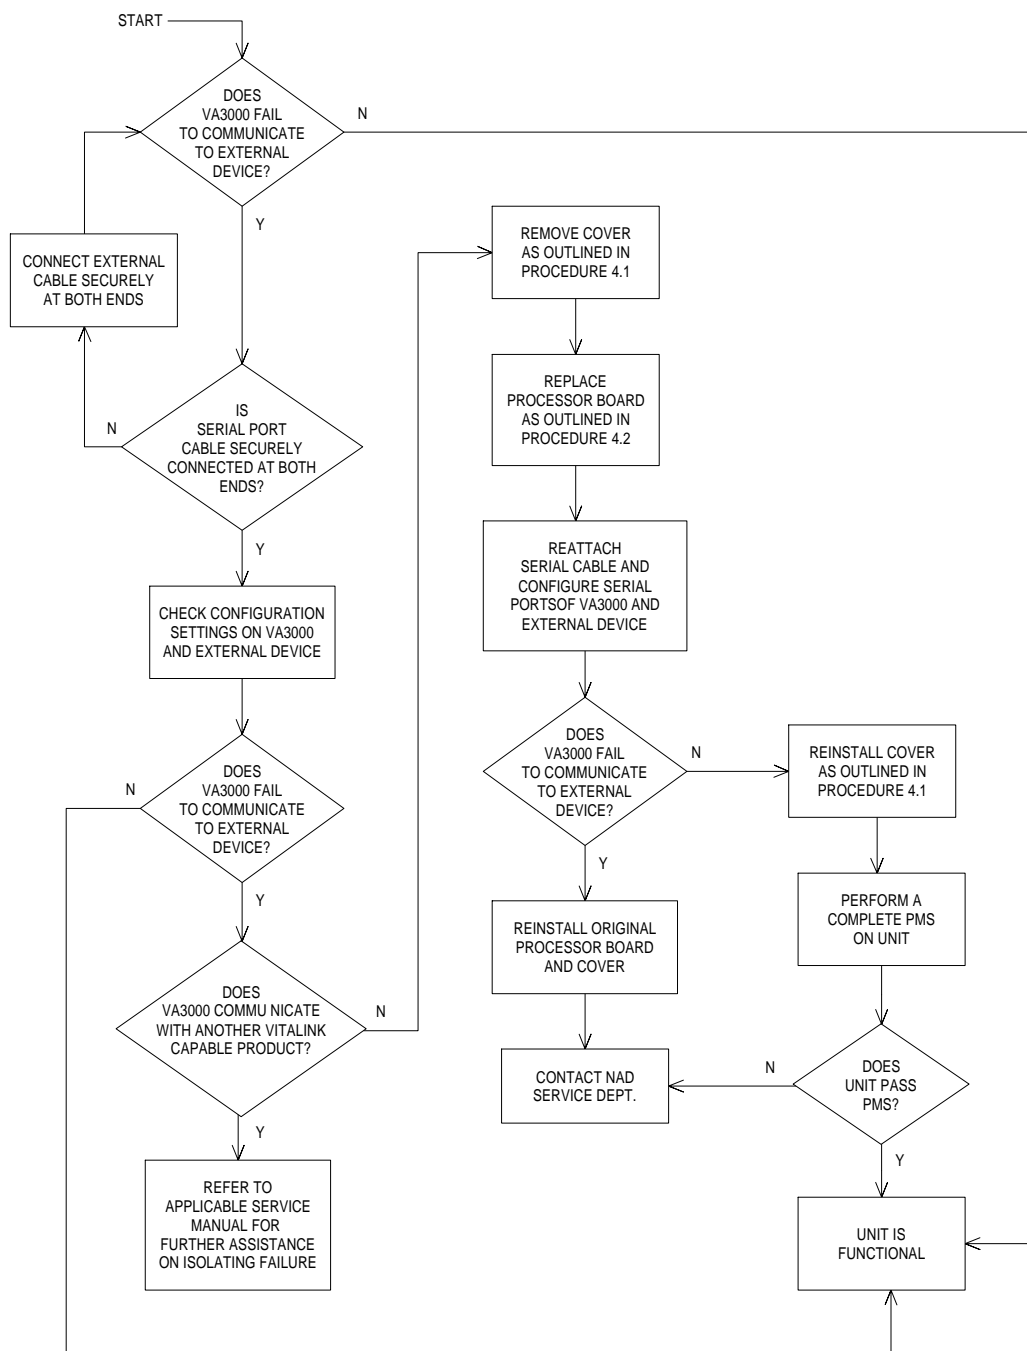 START
DOES
VA3000 FAIL
TO COMMUNICATE
TO EXTERNAL
DEVICE?
N
Y
CONNECT EXTERNAL
CABLE SECURELY
AT BOTH ENDS
N
IS
SERIAL PORT
CABLE SECURELY
CONNECTED AT BOTH
ENDS?
Y
CHECK CONFIGURATION
SETTINGS ON VA3000
AND EXTERNAL DEVICE
N
DOES
VA3000 FAIL
TO COMMUNICATE
TO EXTERNAL
DEVICE?
Y
DOES
VA3000 COMMU NICATE
WITH ANOTHER VITALINK
CAPABLE PRODUCT?
N
Y
REFER TO
APPLICABLE SERVICE
MANUAL FOR
FURTHER ASSISTANCE
ON ISOLATING FAILURE
REMOVE COVER
AS OUTLINED IN
PROCEDURE 4.1
REPLACE
PROCESSOR BOARD
AS OUTLINED IN
PROCEDURE 4.2
REATTACH
SERIAL CABLE AND
CONFIGURE SERIAL
PORTSOF VA3000 AND
EXTERNAL DEVICE
DOES
VA3000 FAIL
TO COMMUNICATE
TO EXTERNAL
DEVICE?
N
Y
REINSTALL ORIGINAL
PROCESSOR BOARD
AND COVER
CONTACT NAD
SERVICE DEPT.
REINSTALL COVER
AS OUTLINED IN
PROCEDURE 4.1
PERFORM A
COMPLETE PMS
ON UNIT
N
DOES
UNIT PASS
PMS?
Y
UNIT IS
FUNCTIONAL